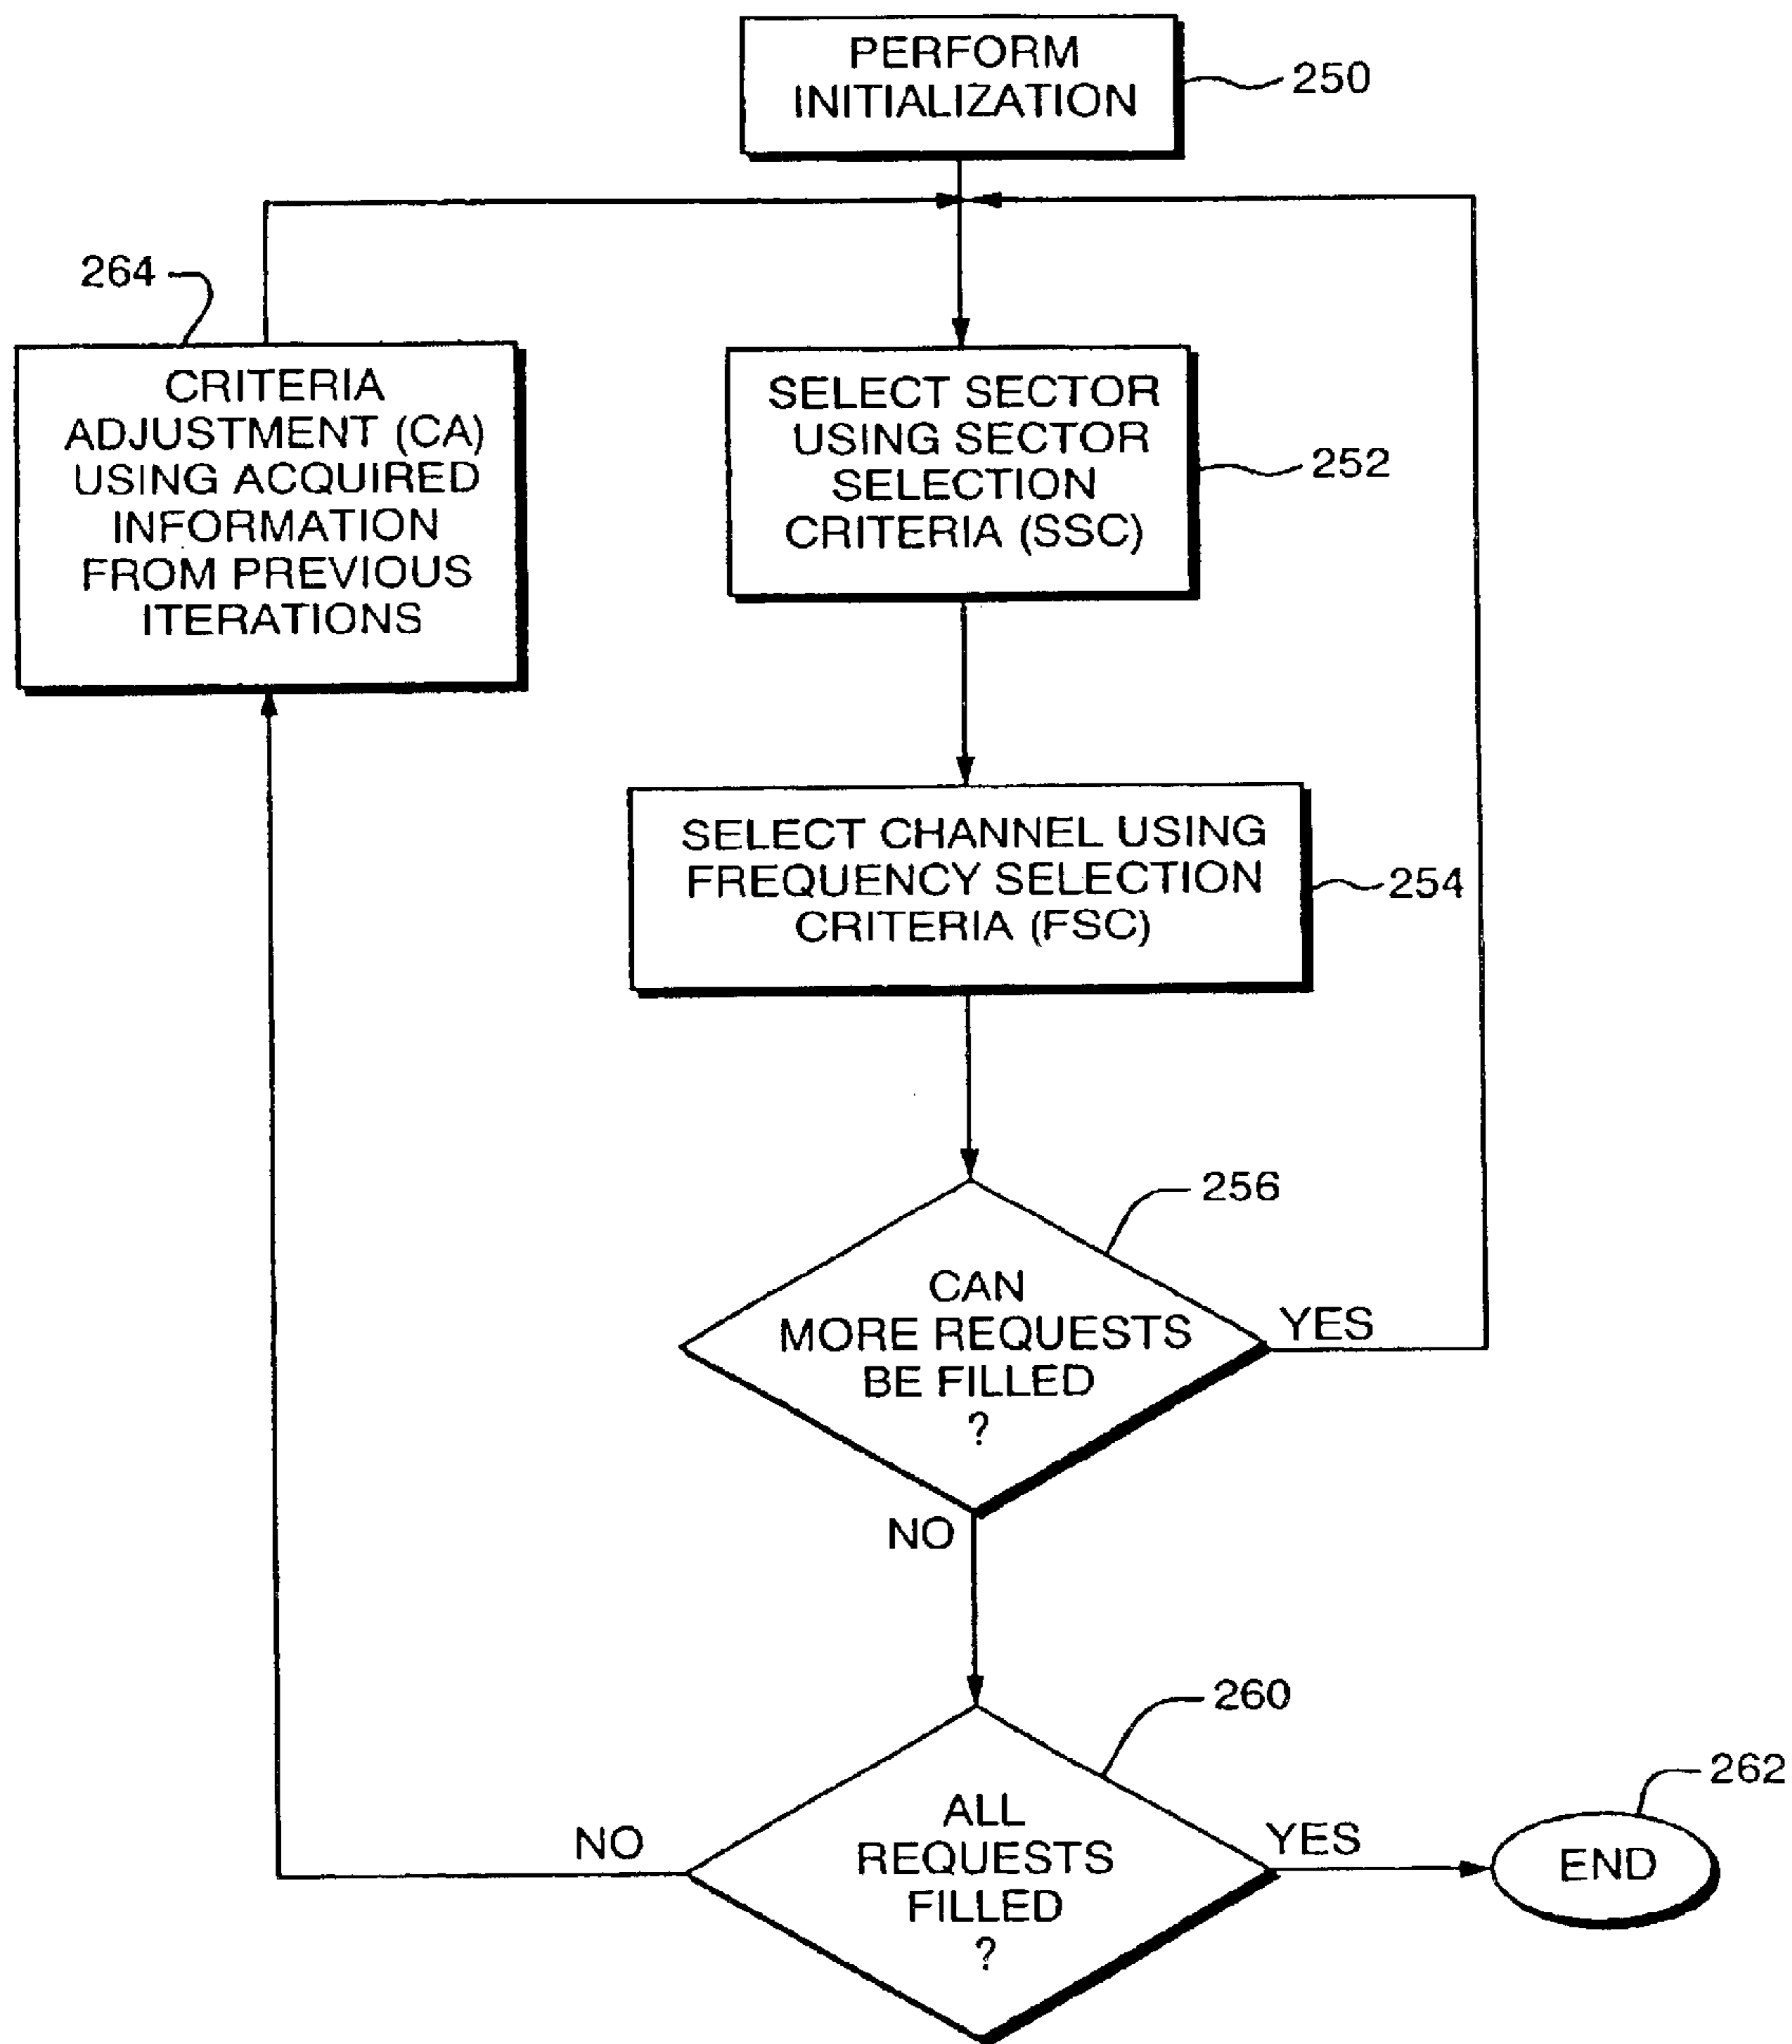 PERFORM
INITIALIZATION
250
264
CRITERIA
ADJUSTMENT (CA)
USING ACQUIRED
INFORMATION
FROM PREVIOUS
ITERATIONS
SELECT SECTOR
USING SECTOR
SELECTION
CRITERIA (SSC)
252
SELECT CHANNEL USING
FREQUENCY SELECTION
CRITERIA (FSC)
254
256
CAN
MORE REQUESTS
BE FILLED
?
YES
NO
260
ALL
REQUESTS
FILLED
?
NO
YES
262
END